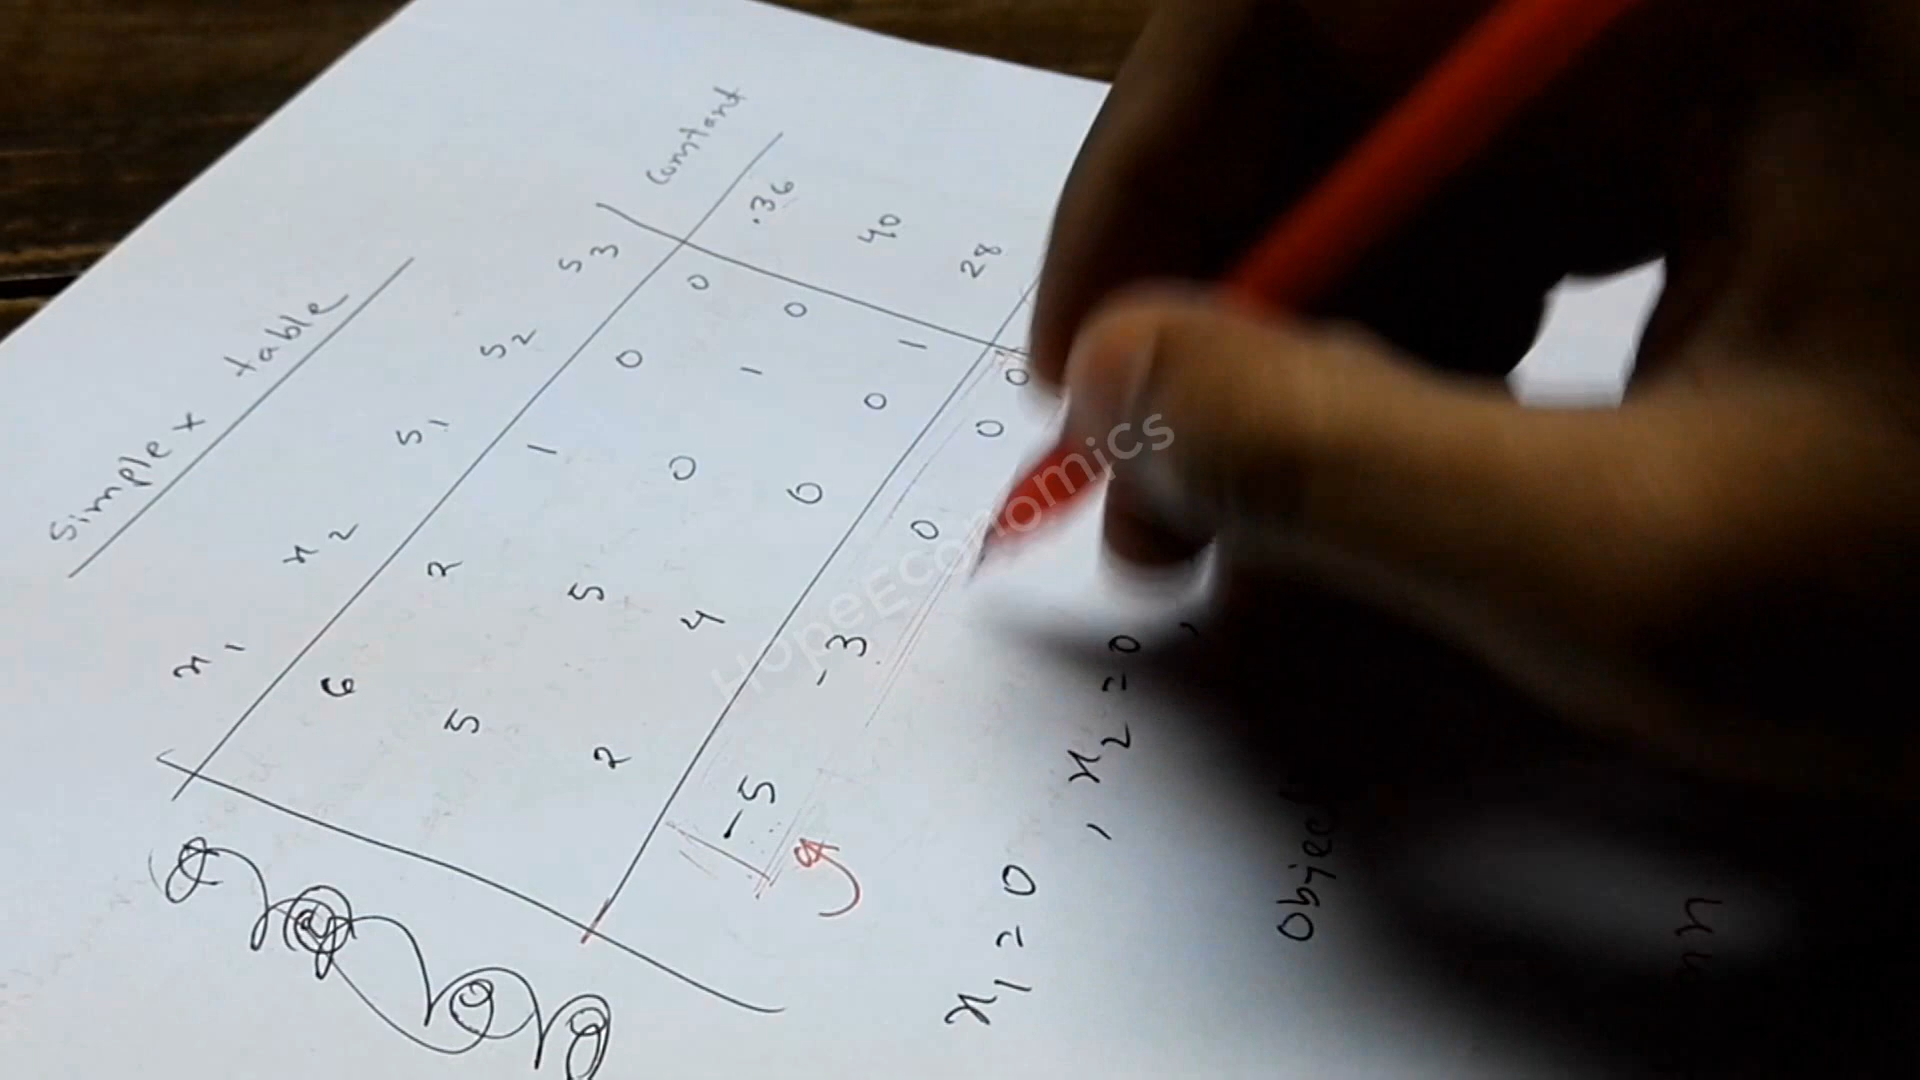 Simplex table
x1 x2 s1 s2 s3 Constant
6 2 1 0 0 36
5 5 0 1 0 40
2 4 0 0 1 28
-5 -3 0 0 0
x1 = 0, x2 = 0,
HopeEconomics